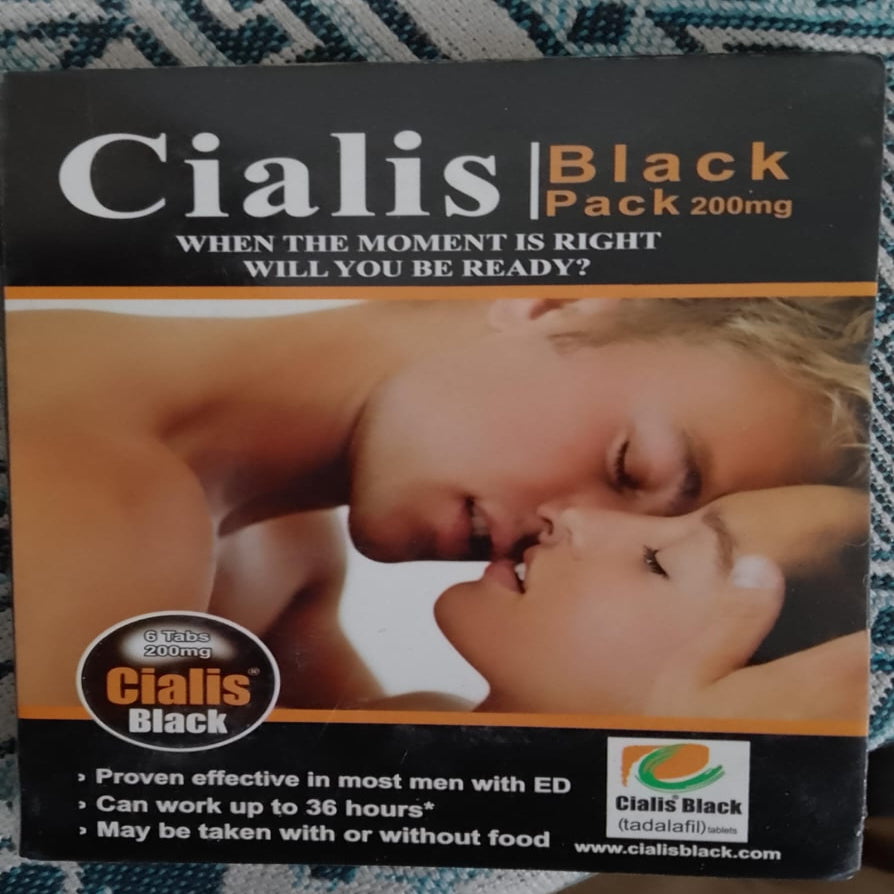 Cialis
Black
Pack 200mg
WHEN THE MOMENT IS RIGHT
WILL YOU BE READY?
6 Tabs
200mg
Cialis®
Black
› Proven effective in most men with ED
› Can work up to 36 hours*
› May be taken with or without food
Cialis® Black
(tadalafil) tablets
www.cialisblack.com